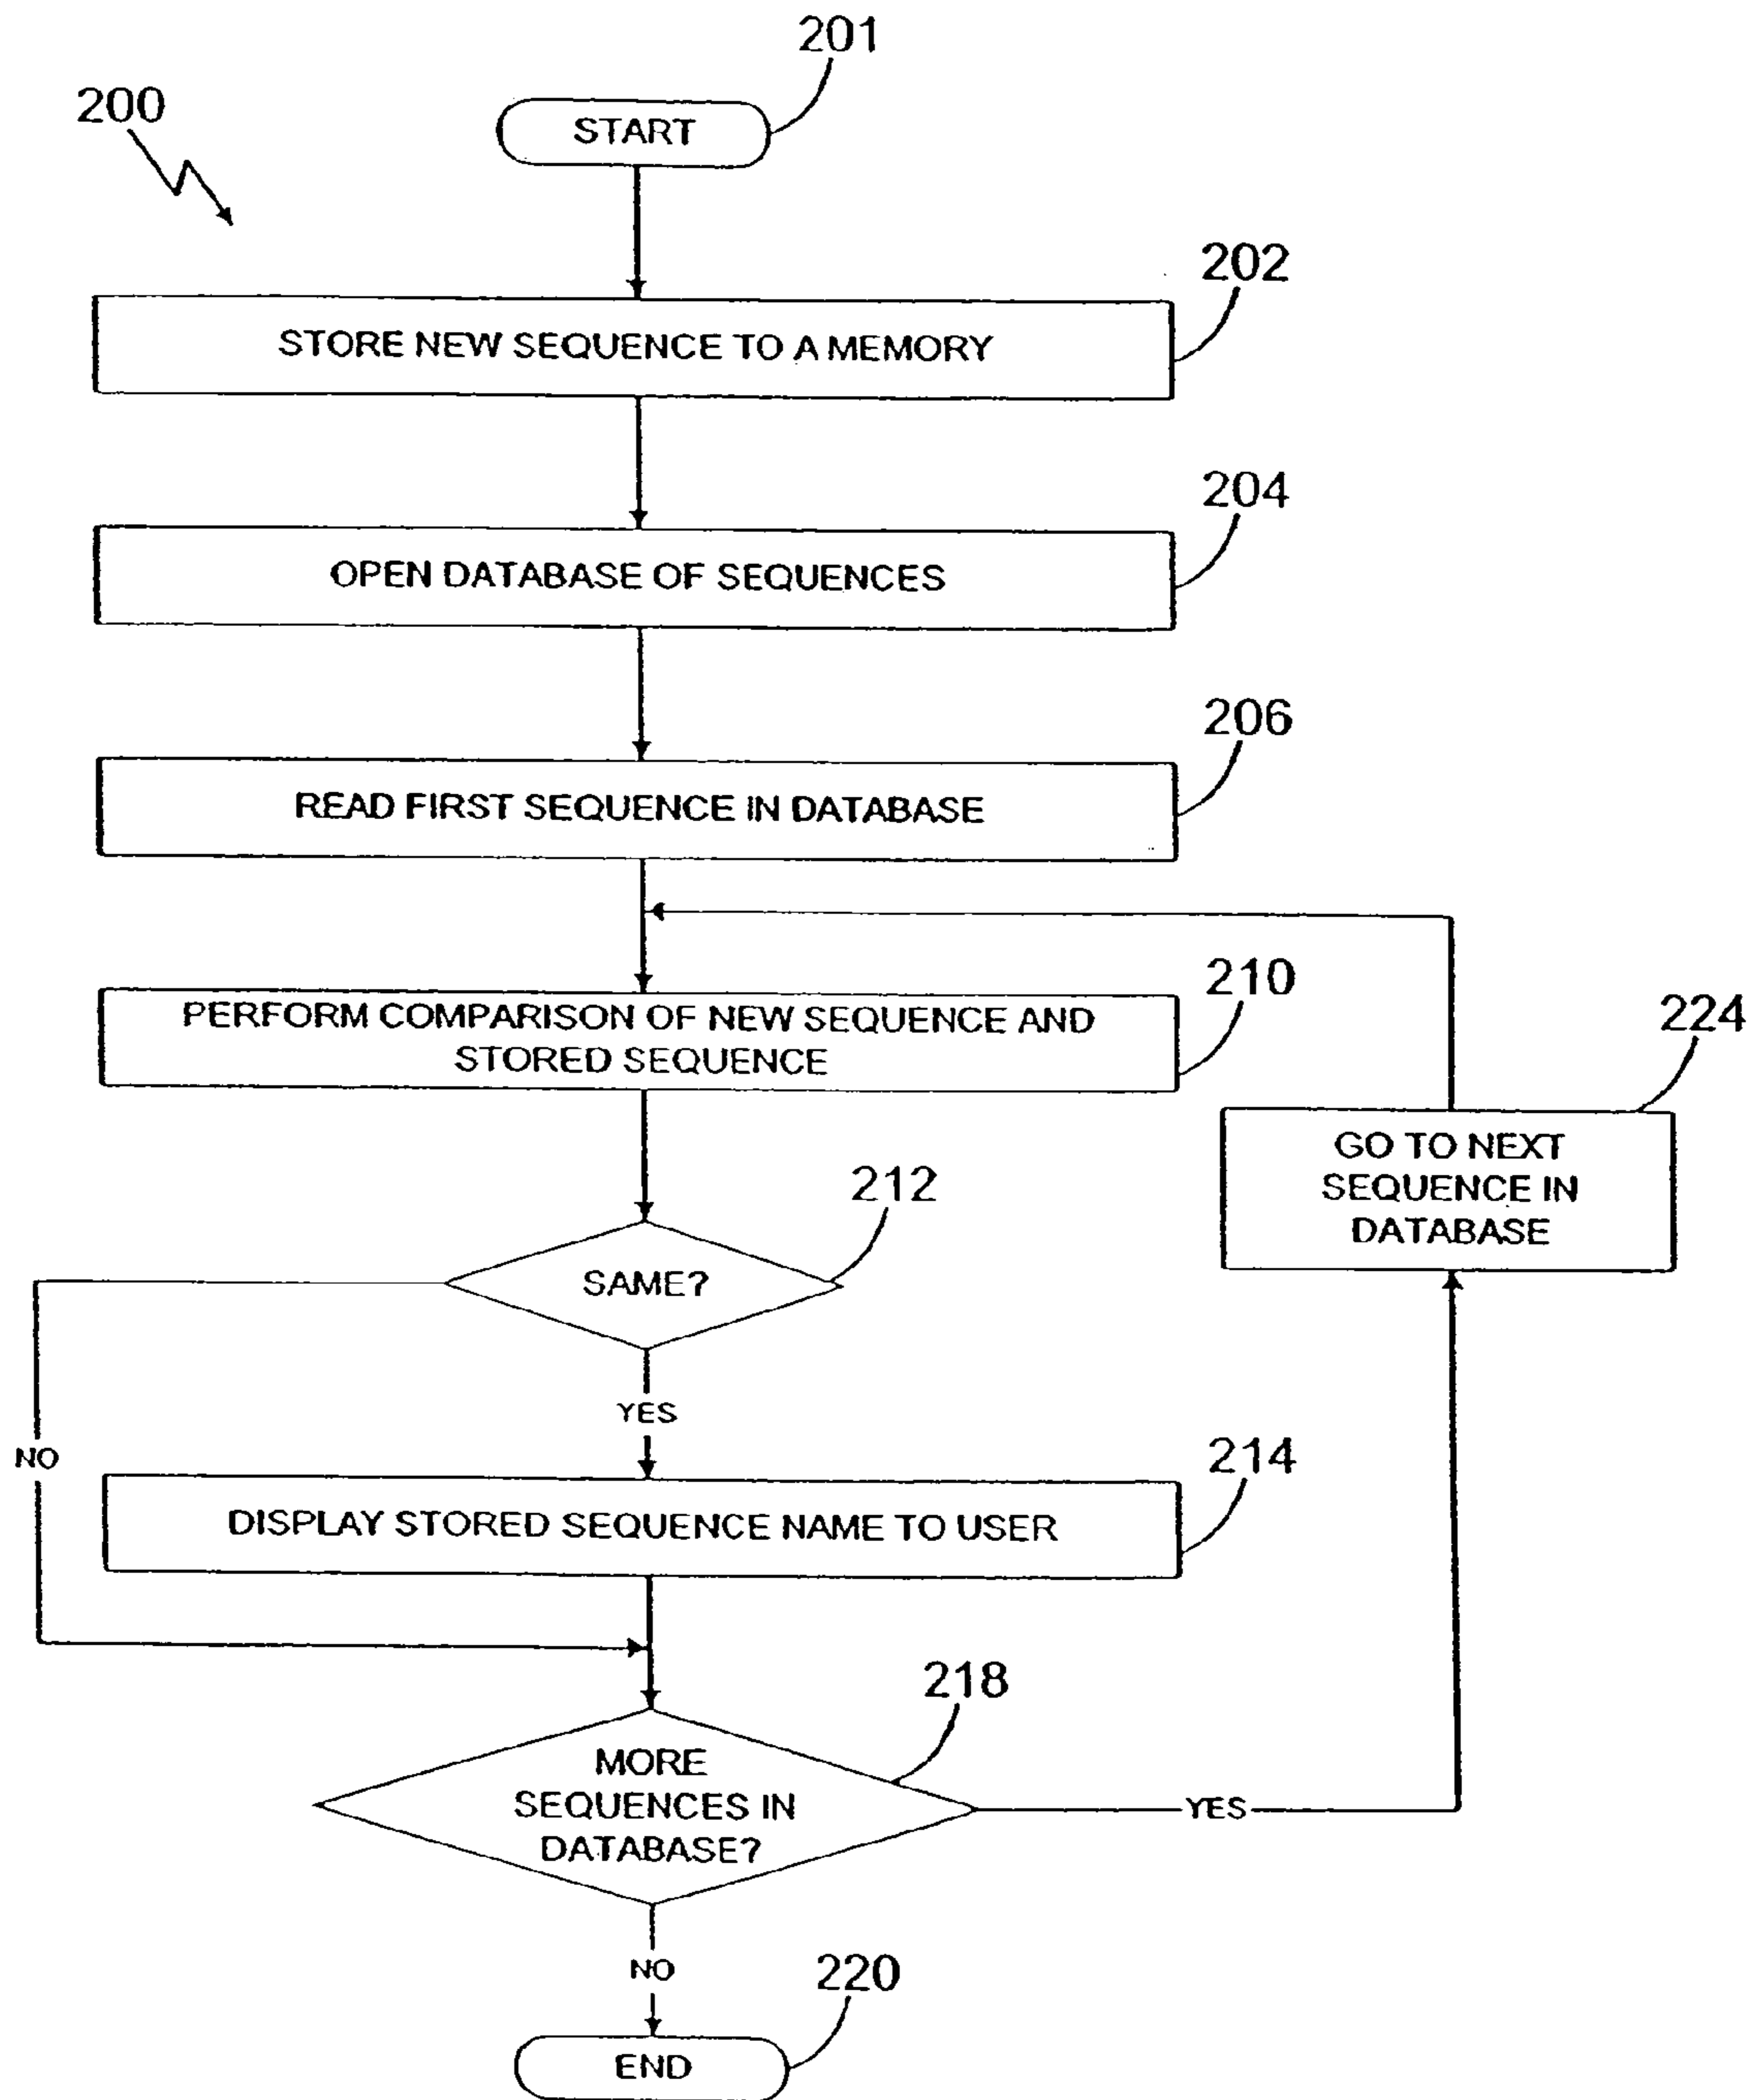 201
200
START
202
STORE NEW SEQUENCE TO A MEMORY
204
OPEN DATABASE OF SEQUENCES
206
READ FIRST SEQUENCE IN DATABASE
210
PERFORM COMPARISON OF NEW SEQUENCE AND
STORED SEQUENCE
224
GO TO NEXT
SEQUENCE IN
DATABASE
212
SAME?
YES
NO
214
DISPLAY STORED SEQUENCE NAME TO USER
218
MORE
SEQUENCES IN
DATABASE?
YES
NO
220
END